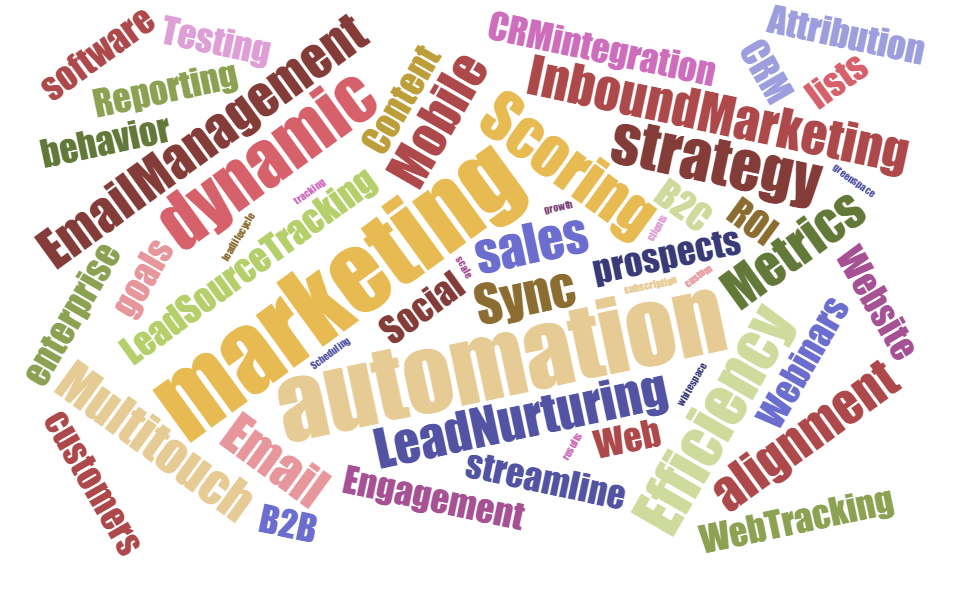 software
Testing
Reporting
behavior
EmailManagement
dynamic
Content
Mobile
CRMintegration
Attribution
CRM
lists
InboundMarketing
scoring
strategy
greenspace
tracking
leadlifecycle
LeadSourceTracking
goals
enterprise
marketing
growth
sales
scale
clients
B2C
ROI
prospects
Metrics
Website
custom
subscription
Sync
Social
Scheduling
automation
Webinars
Efficiency
whitespace
LeadNurturing
Web
results
alignment
Multitouch
Email
customers
B2B
Engagement
streamline
WebTracking